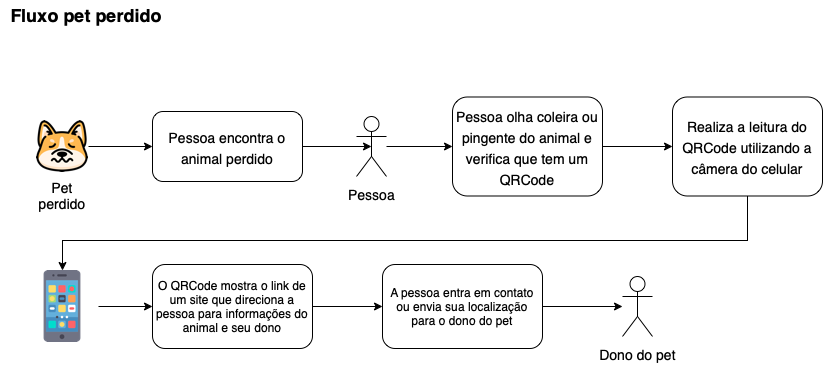 Fluxo pet perdido
Pessoa encontra o
animal perdido
Pessoa olha coleira ou
pingente do animal e
verifica que tem um
QRCode
Realiza a leitura do
QRCode utilizando a
câmera do celular
Pet
perdido
Pessoa
O QRCode mostra o link de
um site que direciona a
pessoa para informações do
animal e seu dono
A pessoa entra em contato
ou envia sua localização
para o dono do pet
Dono do pet